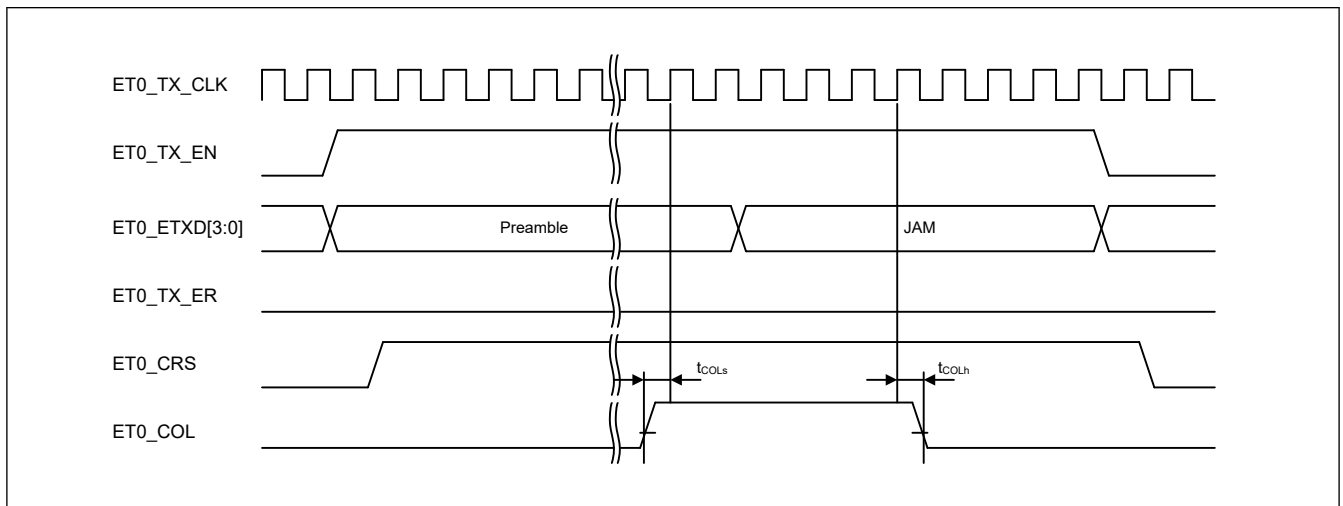 ET0_TX_CLK
ET0_TX_EN
ET0_ETXD[3:0]
Preamble
JAM
ET0_TX_ER
ET0_CRS
tCOLs
tCOLh
ET0_COL